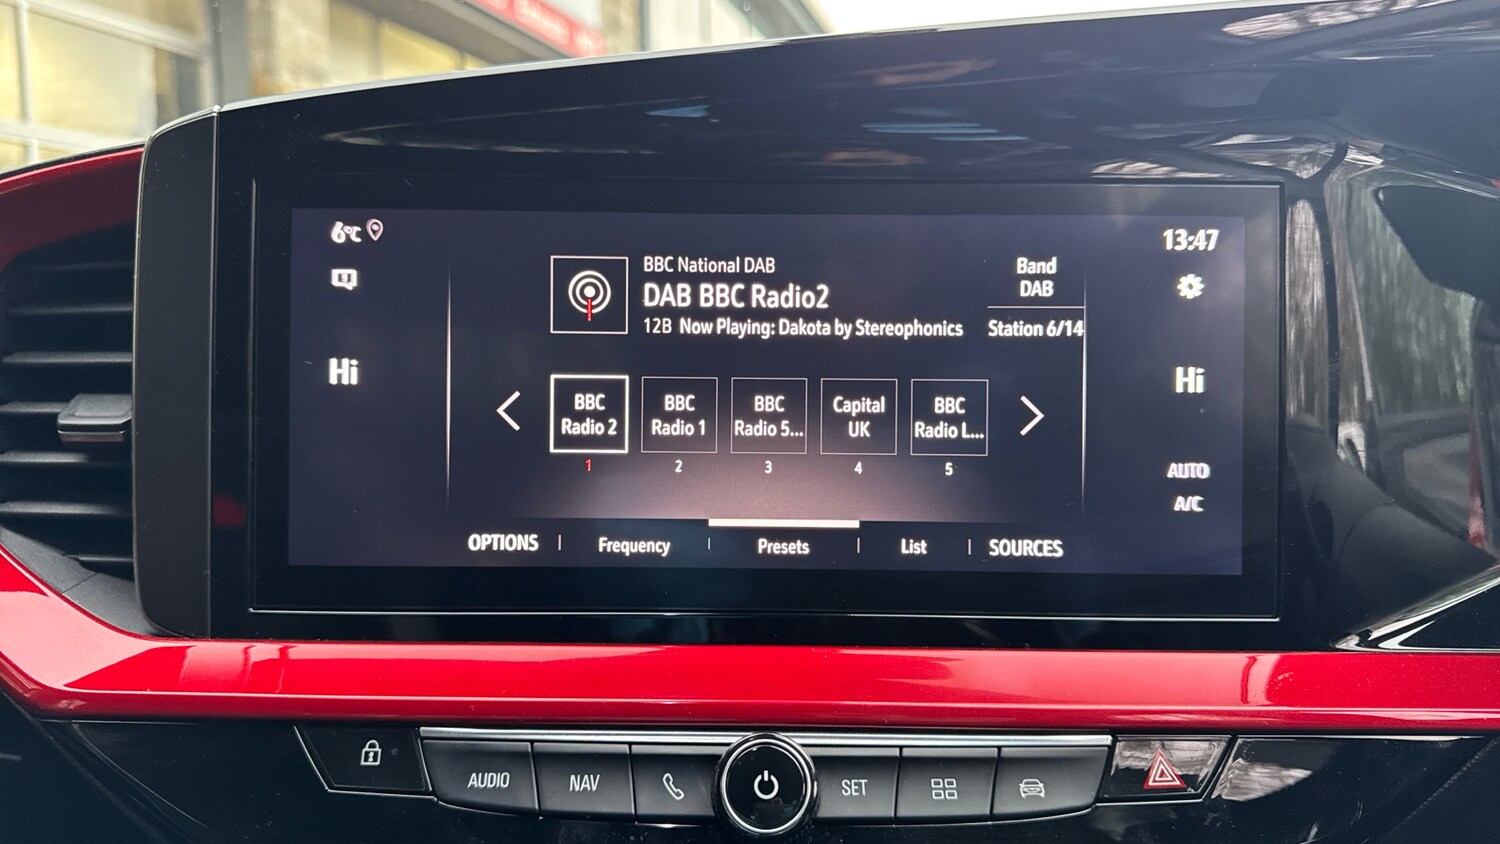 6°C
13:47
BBC National DAB
DAB BBC Radio2
12B Now Playing: Dakota by Stereophonics
Band
DAB
Station 6/14
Hi
Hi
BBC
Radio 2
1
BBC
Radio 1
2
BBC
Radio 5...
3
Capital
UK
4
BBC
Radio L...
5
AUTO
A/C
OPTIONS | Frequency | Presets | List | SOURCES
AUDIO
NAV
SET